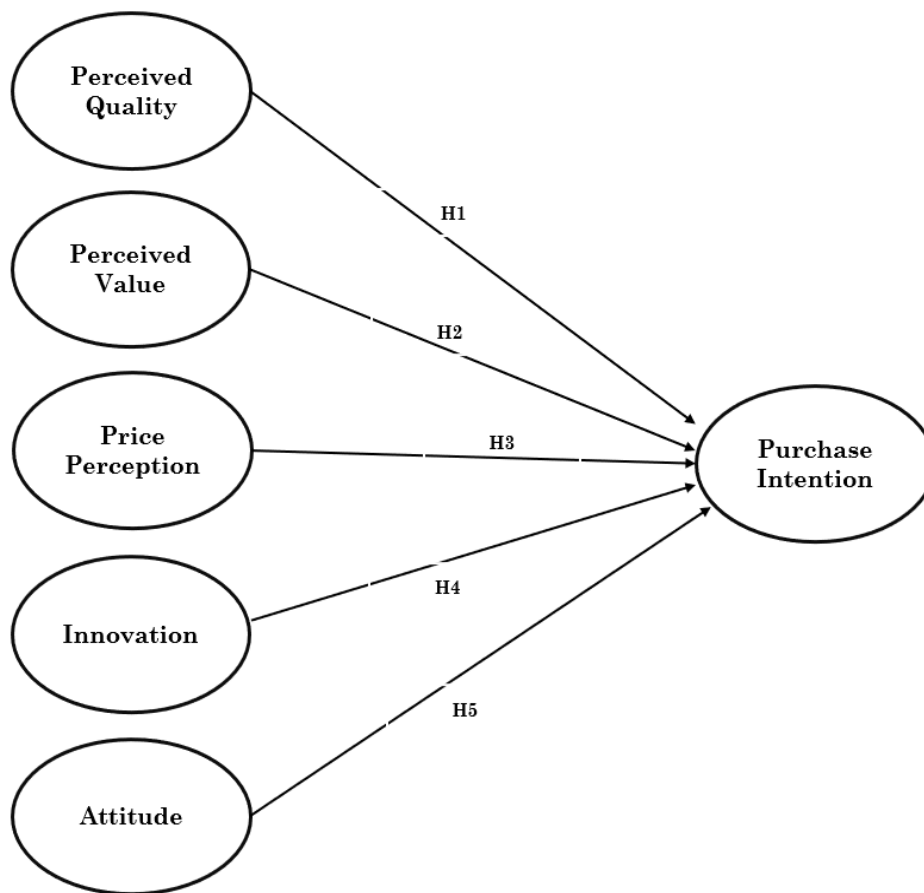 Perceived
Quality
H1
Perceived
Value
H2
Price
Perception
H3
Purchase
Intention
Innovation
H4
Attitude
H5